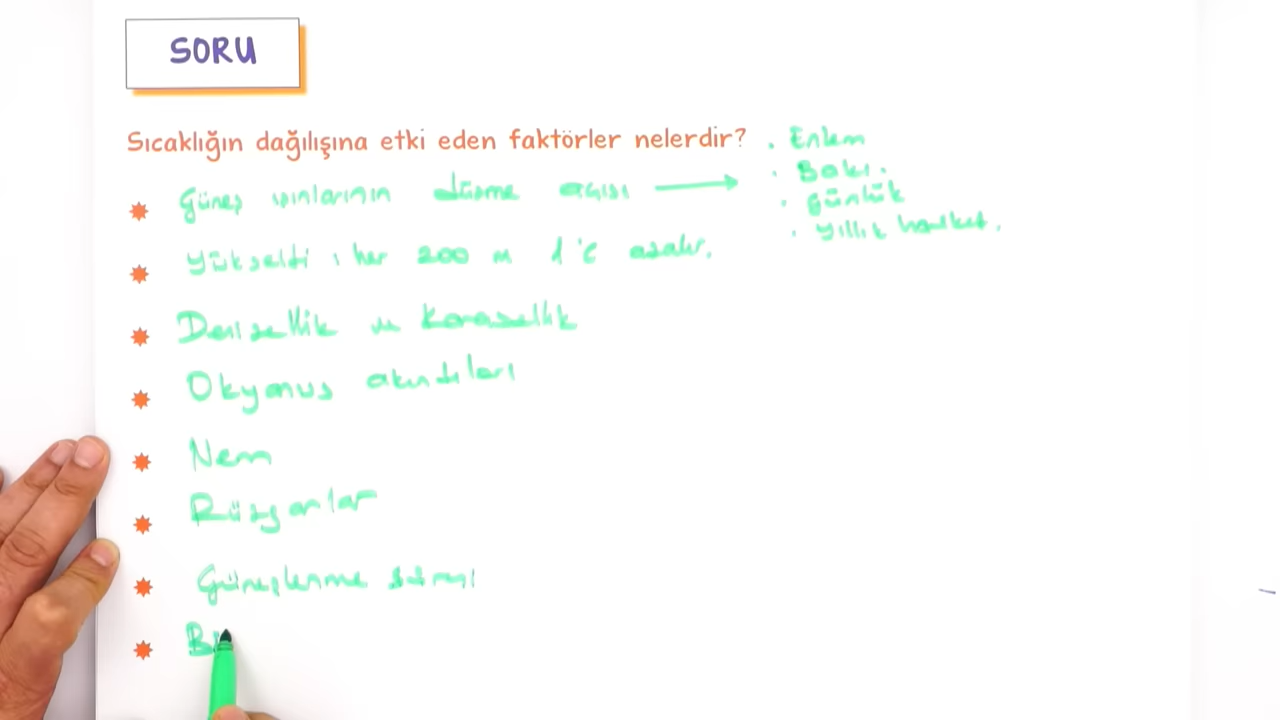 SORU
Sıcaklığın dağılışına etki eden faktörler nelerdir?
. Enlem
. Bakı.
. günlük
. yıllık hareket.
Güneş ışınlarının düşme açısı →
Yükselti : her 200 m 1°C azalır.
Denizellik ve Karasallık
Okyanus akıntıları
Nem
Rüzgarlar
Güneşlenme süresi
B